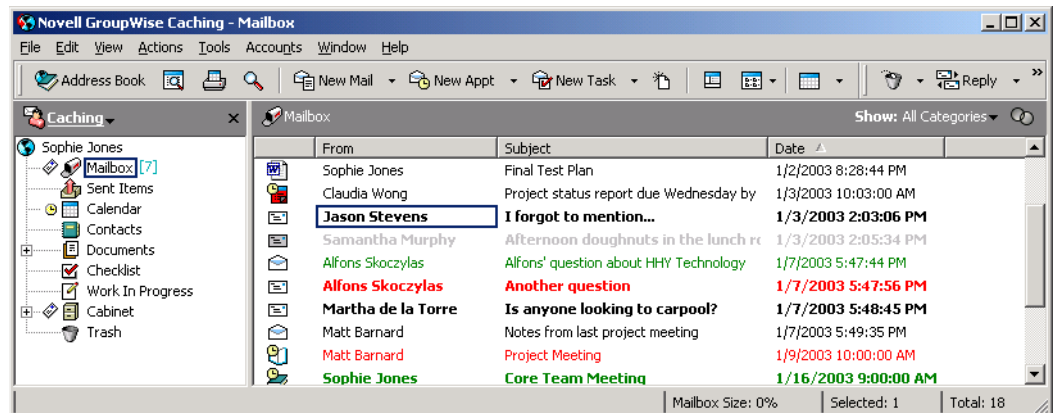 Novell GroupWise Caching - Mailbox
File Edit View Actions Tools Accounts Window Help
Address Book New Mail New Appt New Task Reply »
Caching × Mailbox Show: All Categories
Sophie Jones
Mailbox [7]
Sent Items
Calendar
Contacts
Documents
Checklist
Work In Progress
Cabinet
Trash
From Subject Date
Sophie Jones Final Test Plan 1/2/2003 8:28:44 PM
Claudia Wong Project status report due Wednesday by 1/3/2003 10:03:00 AM
Jason Stevens I forgot to mention... 1/3/2003 2:03:06 PM
Samantha Murphy Afternoon doughnuts in the lunch 1/3/2003 2:05:34 PM
Alfons Skoczylas Alfons' question about HHY Technology 1/7/2003 5:47:44 PM
Alfons Skoczylas Another question 1/7/2003 5:47:56 PM
Martha de la Torre Is anyone looking to carpool? 1/7/2003 5:48:45 PM
Matt Barnard Notes from last project meeting 1/7/2003 5:49:35 PM
Matt Barnard Project Meeting 1/9/2003 10:00:00 AM
Sophie Jones Core Team Meeting 1/16/2003 9:00:00 AM
Mailbox Size: 0% Selected: 1 Total: 18